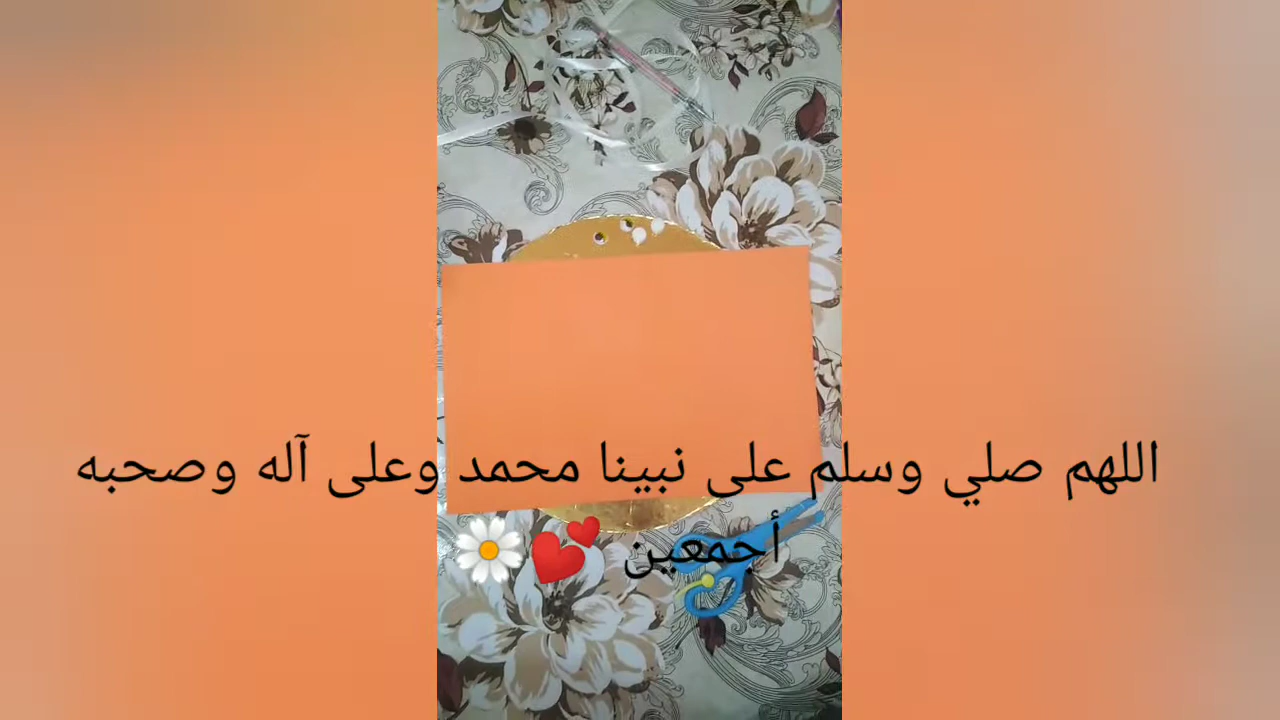 اللهم صلي وسلم على نبينا محمد وعلى آله وصحبه
أجمعين 💕🌼